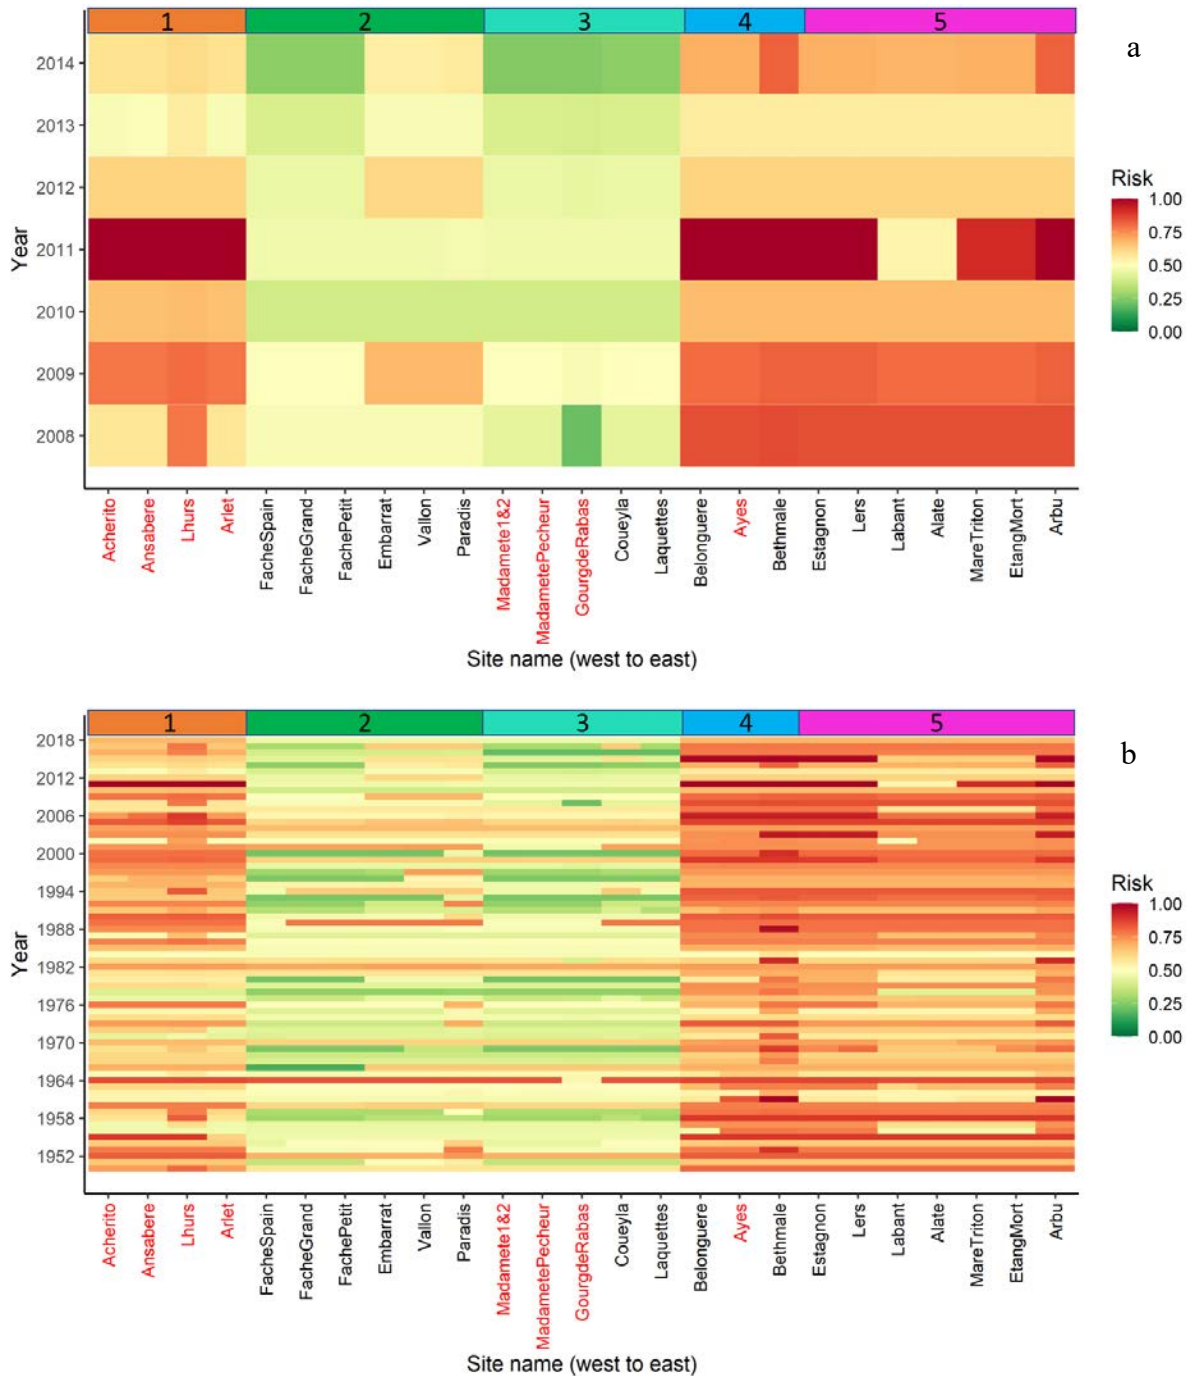 1 2 3 4 5
a
2014
2013
2012
2011
2010
2009
2008
Year
Risk
1.00
0.75
0.50
0.25
0.00
Acherito
Ansabere
Lhurs
Arlet
FacheSpain
FacheGrand
FachePetit
Embarrat
Vallon
Paradis
Madamete1&2
MadametePecheur
GourgdeRabas
Coueyla
Laquettes
Belonguere
Ayes
Bethmale
Estagnon
Lers
Labant
Alate
MareTriton
EtangMort
Arbu
Site name (west to east)
1 2 3 4 5
b
2018
2012
2006
2000
1994
1988
1982
1976
1970
1964
1958
1952
Year
Risk
1.00
0.75
0.50
0.25
0.00
Acherito
Ansabere
Lhurs
Arlet
FacheSpain
FacheGrand
FachePetit
Embarrat
Vallon
Paradis
Madamete1&2
MadametePecheur
GourgdeRabas
Coueyla
Laquettes
Belonguere
Ayes
Bethmale
Estagnon
Lers
Labant
Alate
MareTriton
EtangMort
Arbu
Site name (west to east)